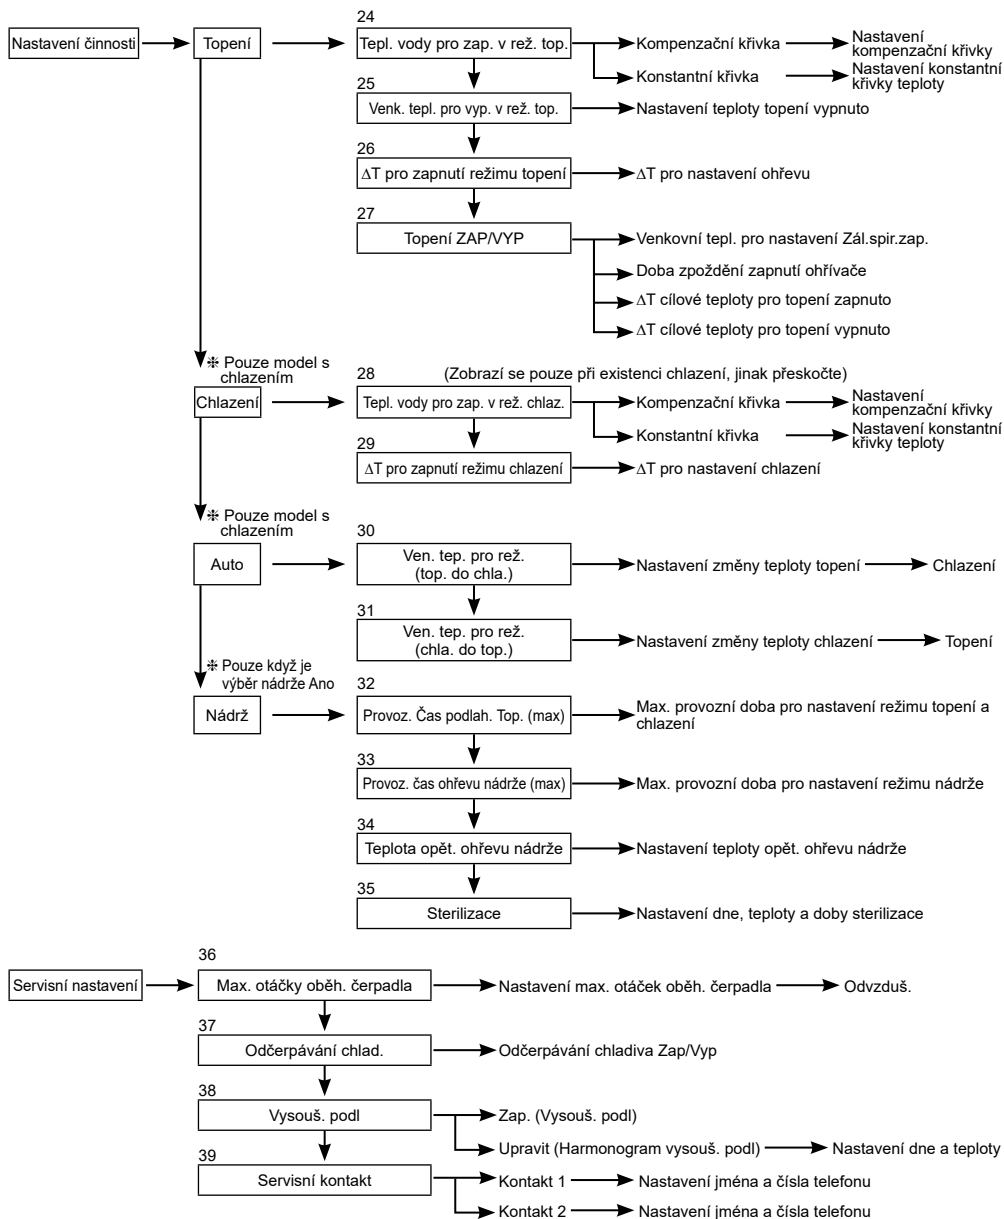 24
Nastavení činnosti
Topení
Tepl. vody pro zap. v rež. top.
Kompenzační křivka
Nastavení
kompenzační křivky
Konstantní křivka
Nastavení konstantní
křivky teploty
25
Venk. tepl. pro vyp. v rež. top.
Nastavení teploty topení vypnuto
26
ΔT pro zapnutí režimu topení
ΔT pro nastavení ohřevu
27
Topení ZAP/VYP
Venkovní tepl. pro nastavení Zál.spir.zap.
Doba zpoždění zapnutí ohřívače
ΔT cílové teploty pro topení zapnuto
ΔT cílové teploty pro topení vypnuto
⁜ Pouze model s
chlazením
28
(Zobrazí se pouze při existenci chlazení, jinak přeskočte)
Chlazení
Tepl. vody pro zap. v rež. chlaz.
Kompenzační křivka
Nastavení
kompenzační křivky
Konstantní křivka
Nastavení konstantní
křivky teploty
29
ΔT pro zapnutí režimu chlazení
ΔT pro nastavení chlazení
⁜ Pouze model s
chlazením
30
Auto
Ven. tep. pro rež.
(top. do chla.)
Nastavení změny teploty topení
Chlazení
31
Ven. tep. pro rež.
(chla. do top.)
Nastavení změny teploty chlazení
Topení
⁜ Pouze když je
výběr nádrže Ano
32
Nádrž
Provoz. Čas podlah. Top. (max)
Max. provozní doba pro nastavení režimu topení a
chlazení
33
Provoz. čas ohřevu nádrže (max)
Max. provozní doba pro nastavení režimu nádrže
34
Teplota opět. ohřevu nádrže
Nastavení teploty opět. ohřevu nádrže
35
Sterilizace
Nastavení dne, teploty a doby sterilizace
36
Servisní nastavení
Max. otáčky oběh. čerpadla
Nastavení max. otáček oběh. čerpadla
Odvzduš.
37
Odčerpávání chlad.
Odčerpávání chladiva Zap/Vyp
38
Vysouš. podl
Zap. (Vysouš. podl)
Upravit (Harmonogram vysouš. podl)
Nastavení dne a teploty
39
Servisní kontakt
Kontakt 1
Nastavení jména a čísla telefonu
Kontakt 2
Nastavení jména a čísla telefonu